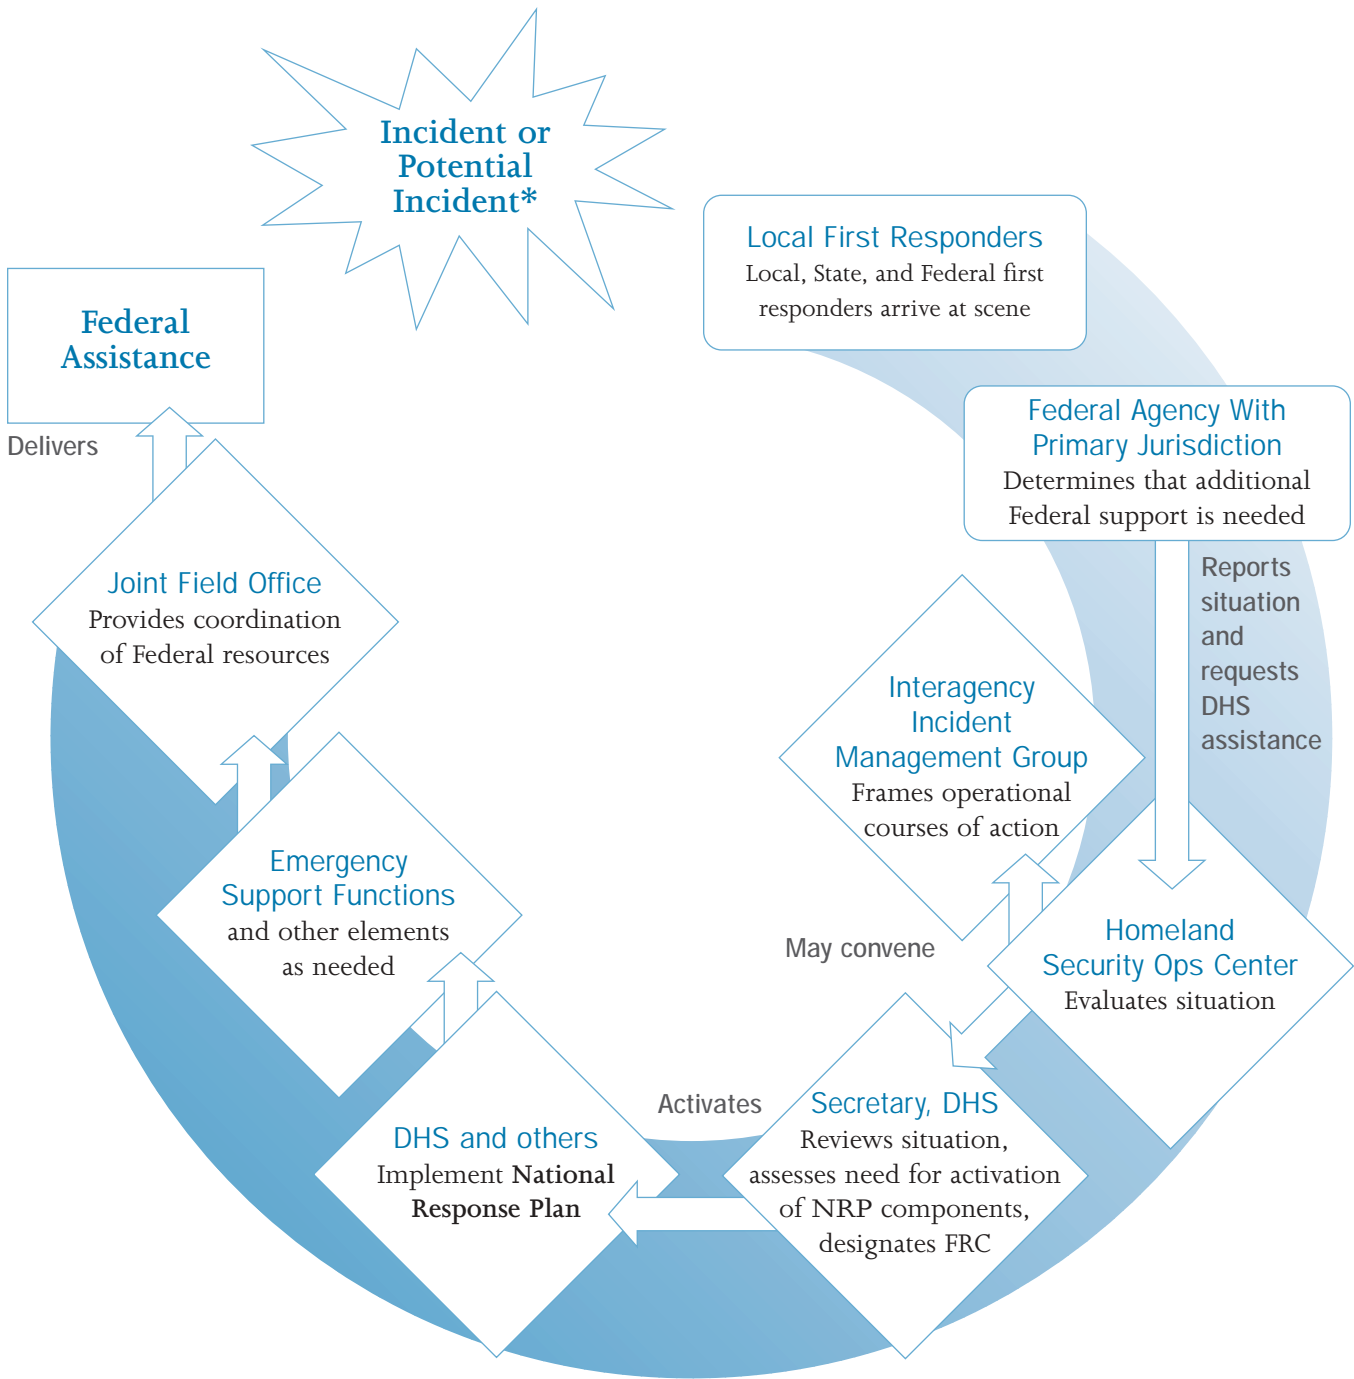 Incident or
Potential
Incident*
Local First Responders
Local, State, and Federal first
responders arrive at scene
Federal Agency With
Primary Jurisdiction
Determines that additional
Federal support is needed
Reports
situation
and
requests
DHS
assistance
Homeland
Security Ops Center
Evaluates situation
May convene
Interagency
Incident
Management Group
Frames operational
courses of action
Secretary, DHS
Reviews situation,
assesses need for activation
of NRP components,
designates FRC
Activates
DHS and others
Implement National
Response Plan
Emergency
Support Functions
and other elements
as needed
Joint Field Office
Provides coordination
of Federal resources
Delivers
Federal
Assistance